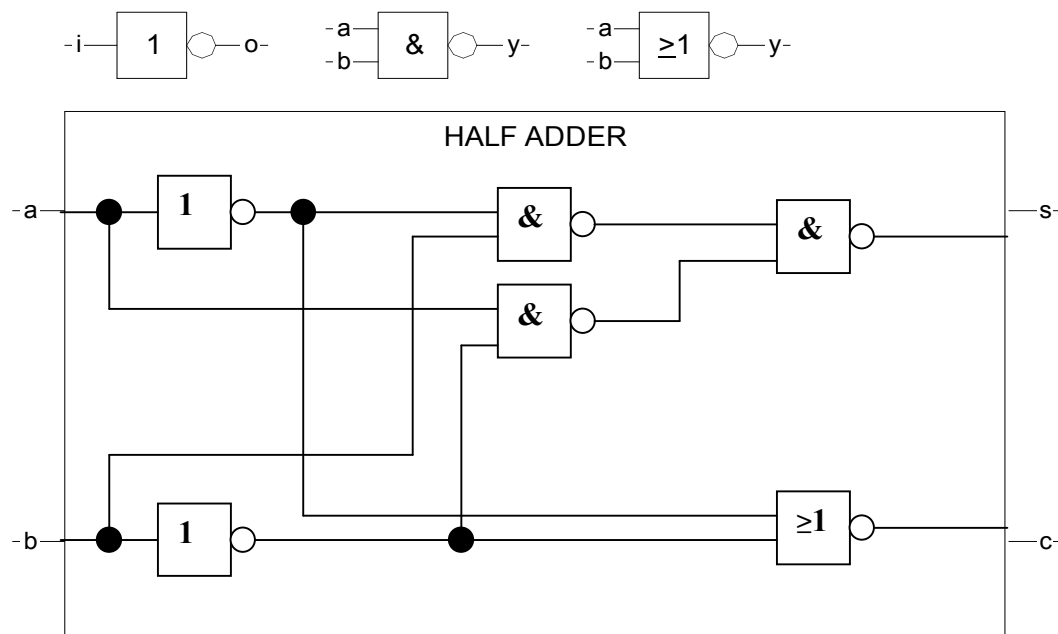 i 1 o
a b & y
a b ≥1 y
HALF ADDER
a 1 & & s
&
b 1 ≥1 c